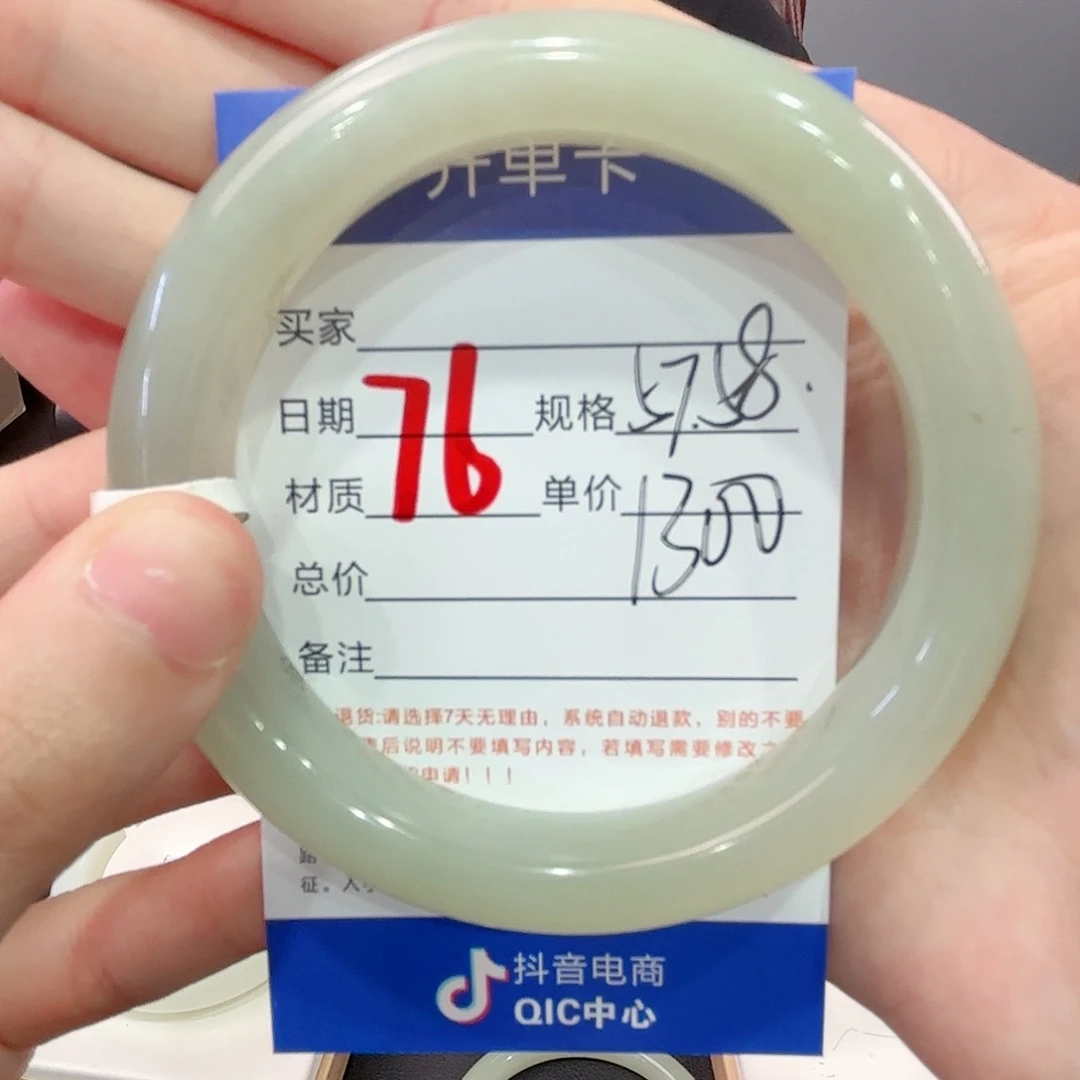 开单卡
买家
日期 76 规格 57.58.
材质 单价 1300
总价
备注
退货:请选择7天无理由，系统自动退款，别的不要
后说明不要填写内容，若填写需要修改
申请！！！
征。
抖音电商
QIC中心